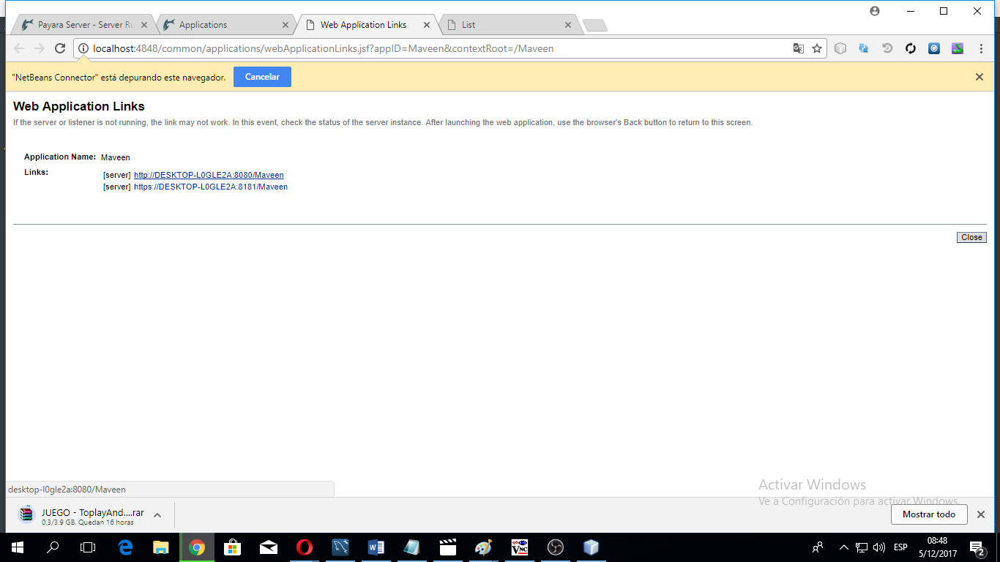 Payara Server - Server Ru
Applications
Web Application Links
List
localhost:4848/common/applications/webApplicationLinks.jsf?appID=Maveen&contextRoot=/Maveen
"NetBeans Connector" está depurando este navegador.
Cancelar
Web Application Links
If the server or listener is not running, the link may not work. In this event, check the status of the server instance. After launching the web application, use the browser's Back button to return to this screen.
Application Name: Maveen
Links:
[server] http://DESKTOP-L0GLE2A:8080/Maveen
[server] https://DESKTOP-L0GLE2A:8181/Maveen
Close
desktop-l0gle2a:8080/Maveen
Activar Windows
Ve a Configuración para activar Windows.
JUEGO - ToplayAnd....rar
0,3/3,9 GB, Quedan 16 horas
Mostrar todo
W
VNC
ESP
08:48
5/12/2017
2